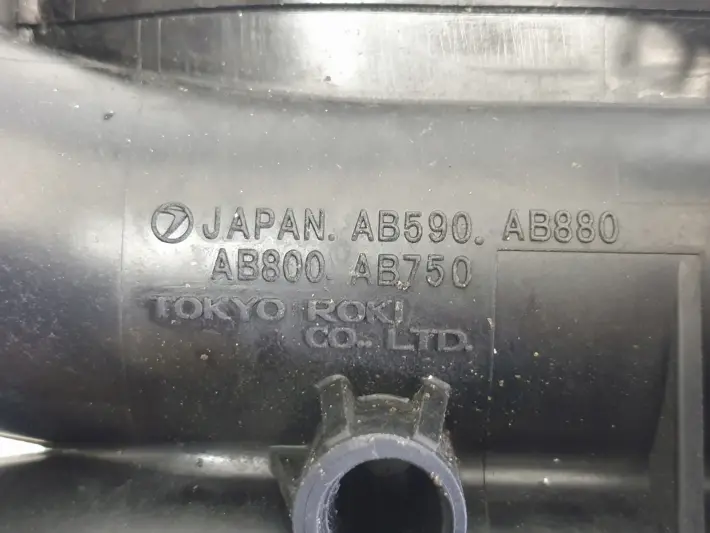 JAPAN. AB590. AB880
AB800 AB750
TOKYO ROKI
CO., LTD.